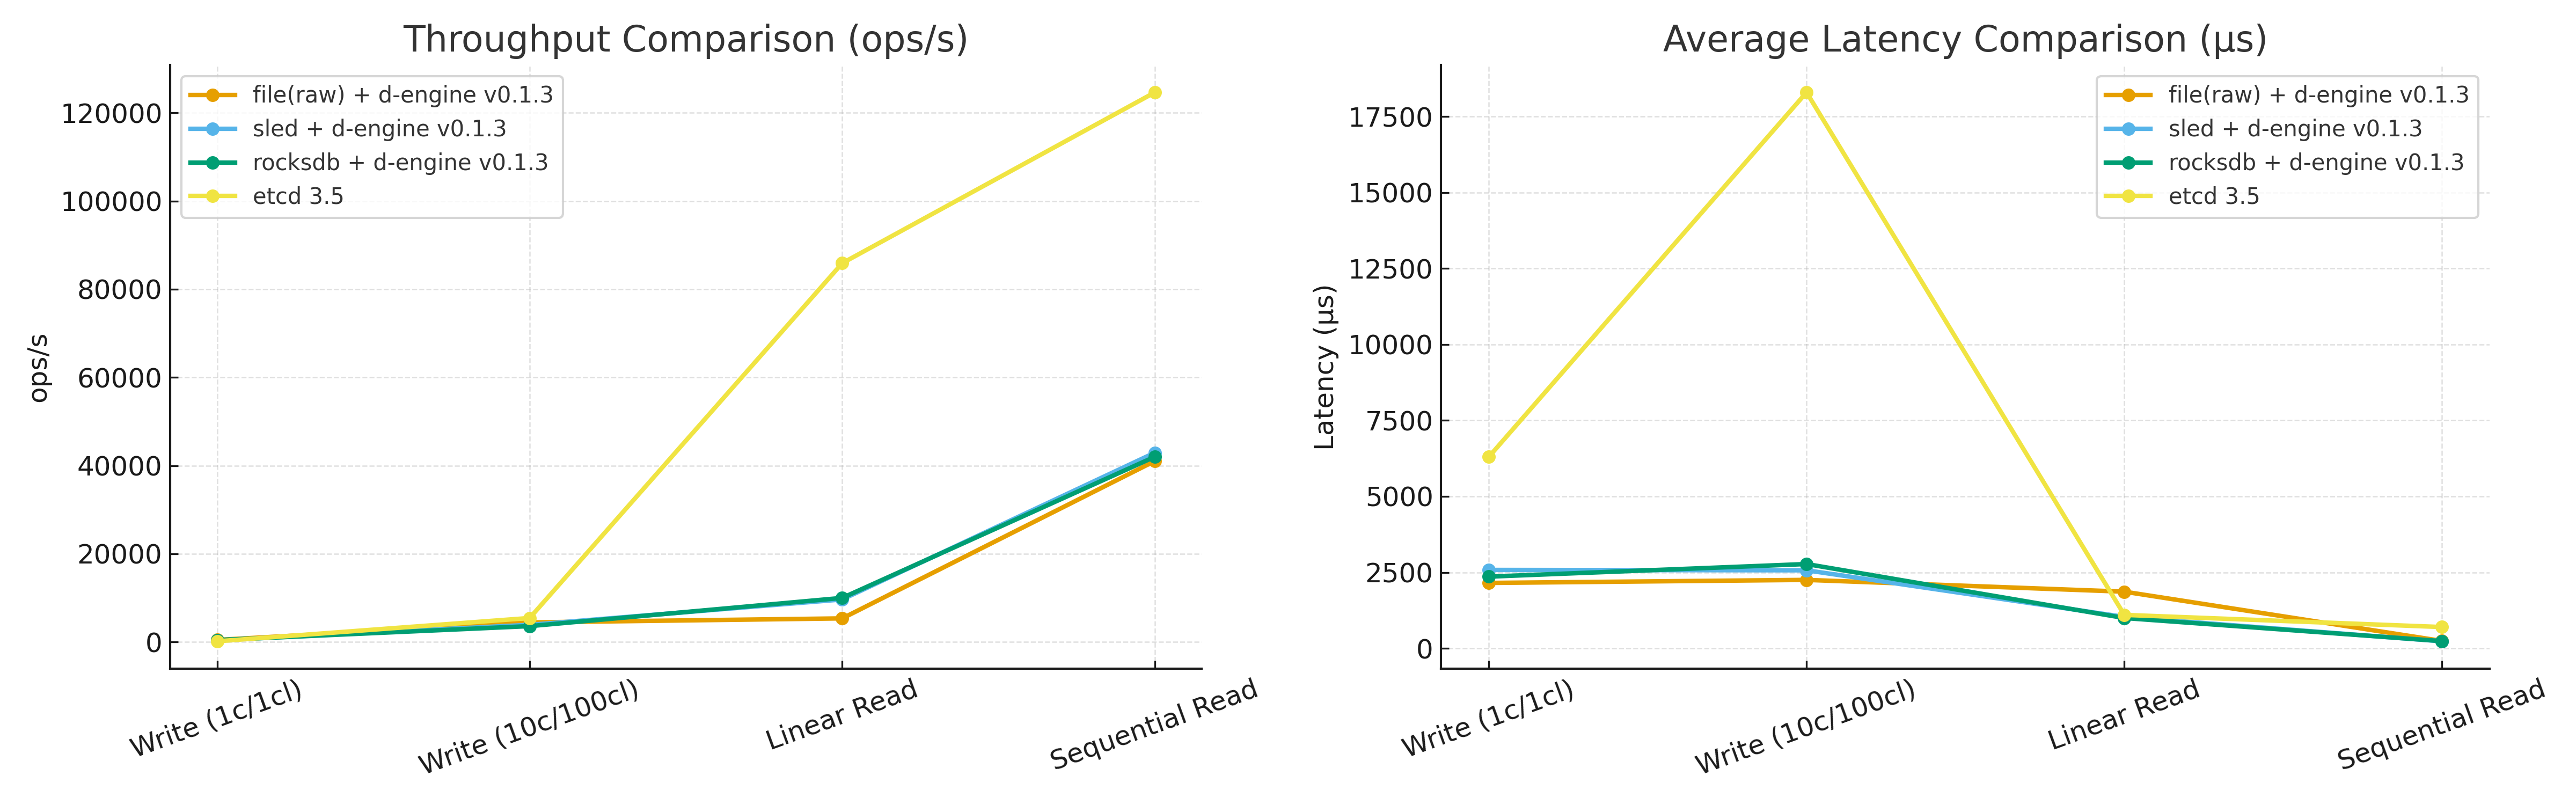 Throughput Comparison (ops/s)
file(raw) + d-engine v0.1.3
sled + d-engine v0.1.3
rocksdb + d-engine v0.1.3
etcd 3.5
120000
100000
80000
60000
40000
20000
0
ops/s
Write (1c/1cl)
Write (10c/100cl)
Linear Read
Sequential Read
Average Latency Comparison (µs)
file(raw) + d-engine v0.1.3
sled + d-engine v0.1.3
rocksdb + d-engine v0.1.3
etcd 3.5
17500
15000
12500
10000
7500
5000
2500
0
Latency (µs)
Write (1c/1cl)
Write (10c/100cl)
Linear Read
Sequential Read